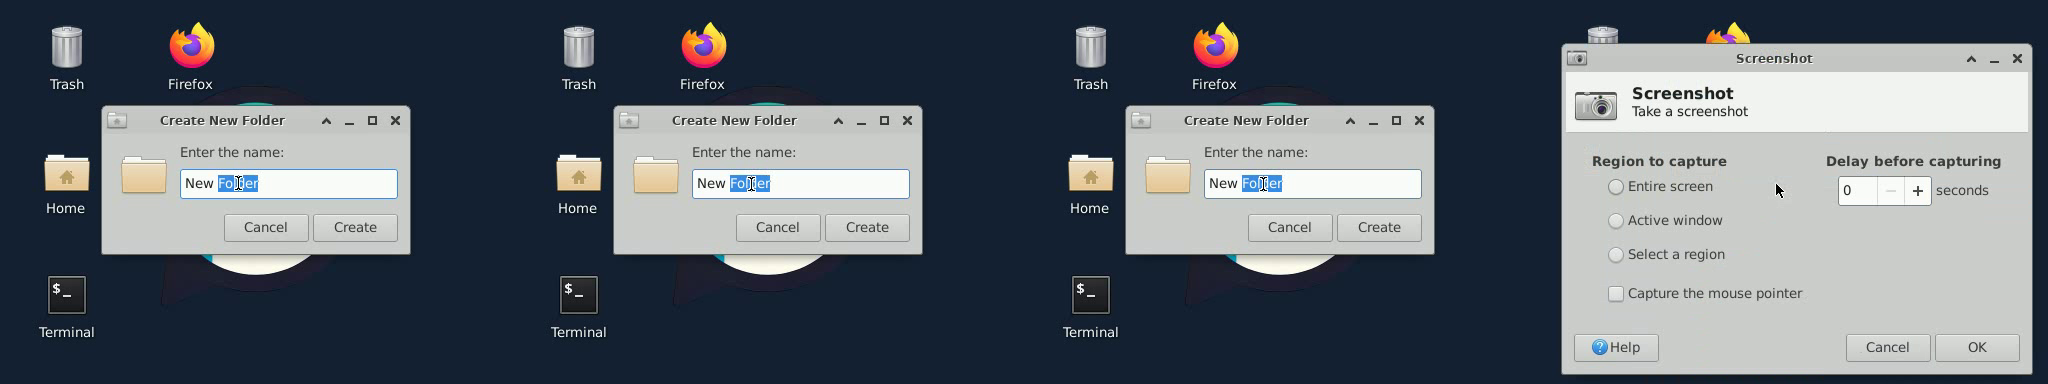 Trash
Firefox
Create New Folder
Enter the name:
New Folder
Cancel
Create
Home
$_
Terminal
Trash
Firefox
Create New Folder
Enter the name:
New Folder
Cancel
Create
Home
$_
Terminal
Trash
Firefox
Create New Folder
Enter the name:
New Folder
Cancel
Create
Home
$_
Terminal
Screenshot
Screenshot
Take a screenshot
Region to capture
Entire screen
Active window
Select a region
Capture the mouse pointer
Delay before capturing
0 − + seconds
?Help
Cancel
OK